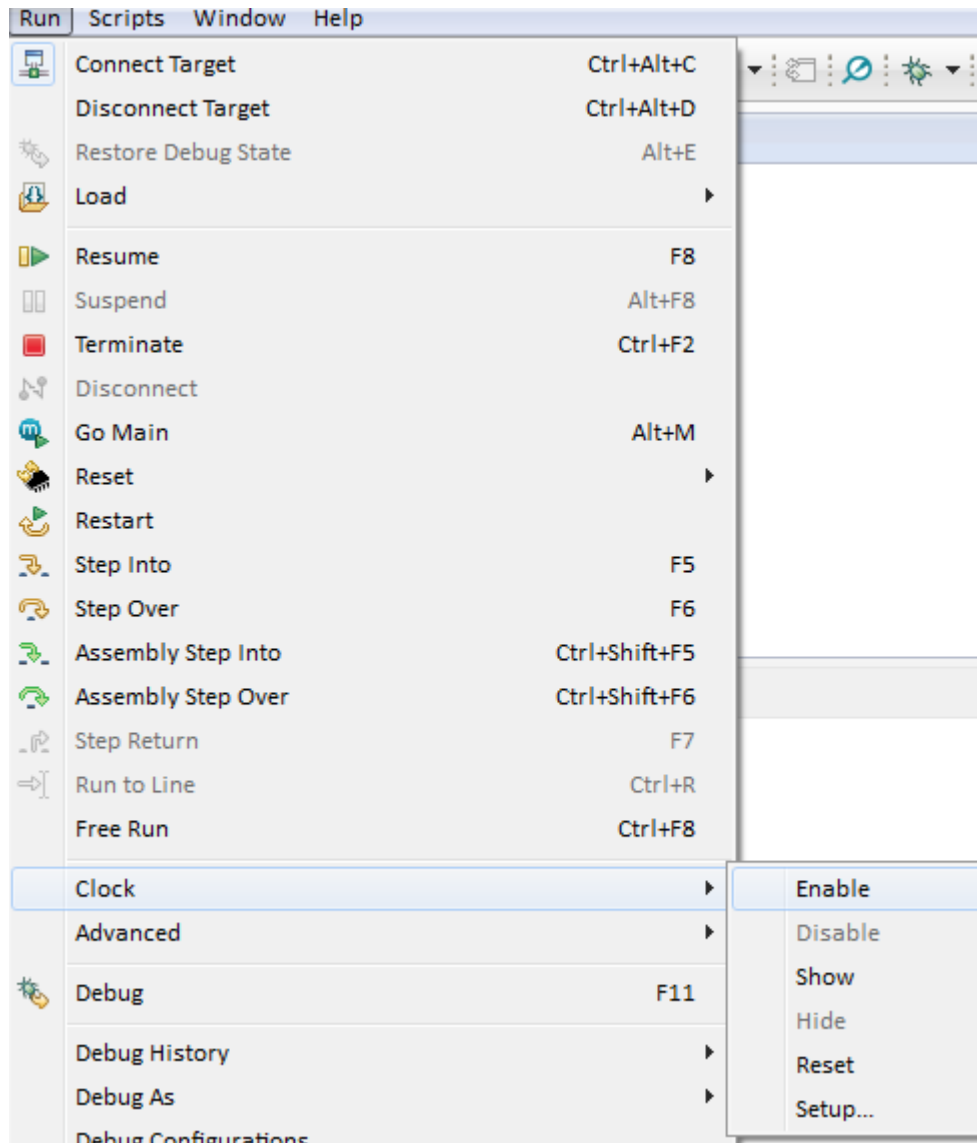 Run Scripts Window Help
Connect Target Ctrl+Alt+C
Disconnect Target Ctrl+Alt+D
Restore Debug State Alt+E
Load
Resume F8
Suspend Alt+F8
Terminate Ctrl+F2
Disconnect
Go Main Alt+M
Reset
Restart
Step Into F5
Step Over F6
Assembly Step Into Ctrl+Shift+F5
Assembly Step Over Ctrl+Shift+F6
Step Return F7
Run to Line Ctrl+R
Free Run Ctrl+F8
Clock
Advanced
Debug F11
Debug History
Debug As
Debug Configurations
Enable
Disable
Show
Hide
Reset
Setup...